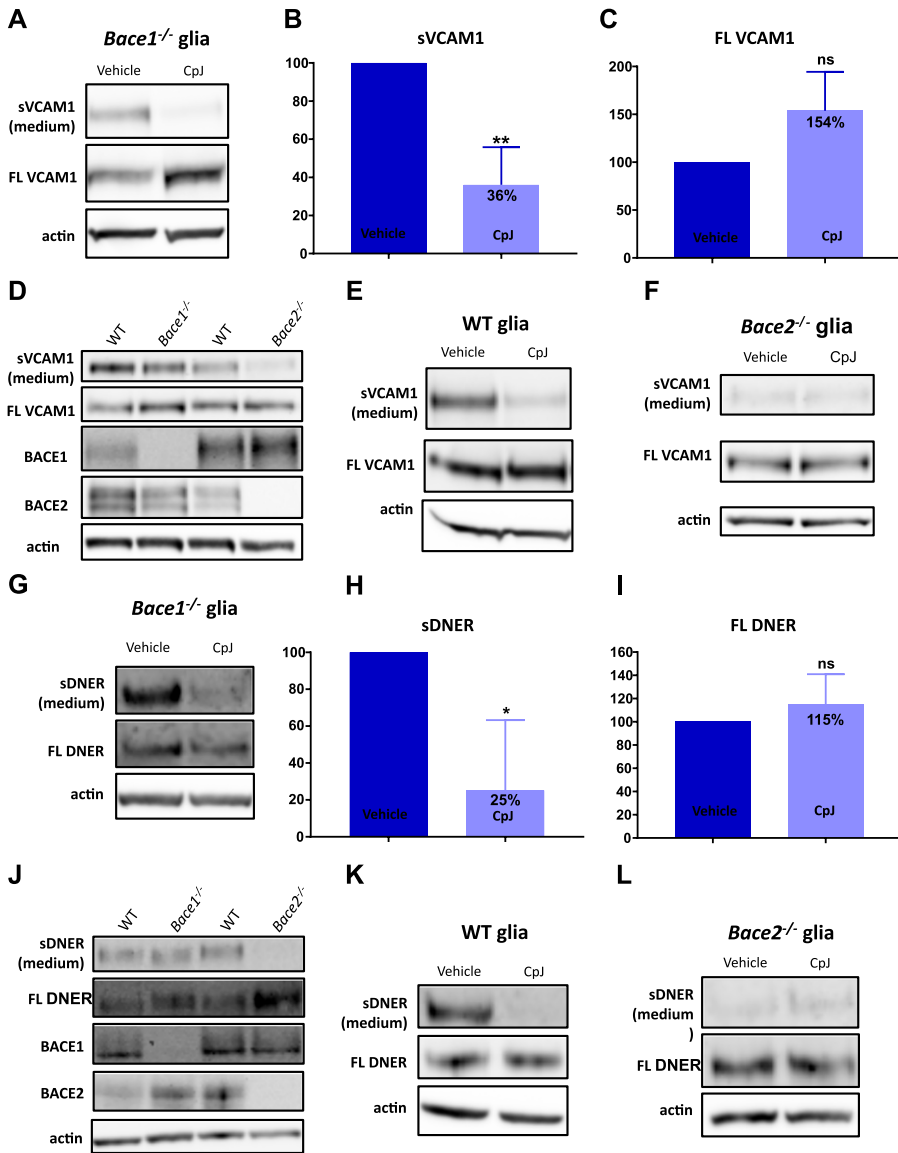 A
Bace1-/- glia
Vehicle CpJ
sVCAM1
(medium)
FL VCAM1
actin
B
sVCAM1
100
80
60
40
20
0
**
36%
Vehicle
CpJ
C
FL VCAM1
200
150
100
50
0
ns
154%
Vehicle
CpJ
D
WT Bace1-/- WT Bace2-/-
sVCAM1
(medium)
FL VCAM1
BACE1
BACE2
actin
E
WT glia
Vehicle CpJ
sVCAM1
(medium)
FL VCAM1
actin
F
Bace2-/- glia
Vehicle CpJ
sVCAM1
(medium)
FL VCAM1
actin
G
Bace1-/- glia
Vehicle CpJ
sDNER
(medium)
FL DNER
actin
H
sDNER
100
80
60
40
20
0
*
25%
Vehicle
CpJ
I
FL DNER
160
140
120
100
80
60
40
20
0
ns
115%
Vehicle
CpJ
J
WT Bace1-/- WT Bace2-/-
sDNER
(medium)
FL DNER
BACE1
BACE2
actin
K
WT glia
Vehicle CpJ
sDNER
(medium)
FL DNER
actin
L
Bace2-/- glia
Vehicle CpJ
sDNER
(medium
)
FL DNER
actin